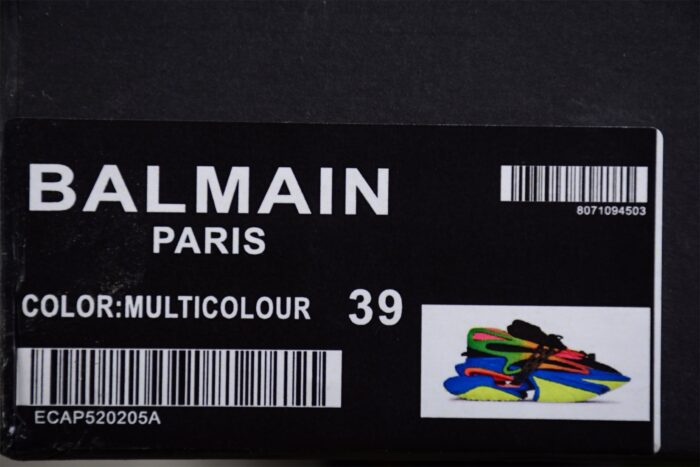 BALMAIN
PARIS
8071094503
COLOR:MULTICOLOUR 39
ECAP520205A